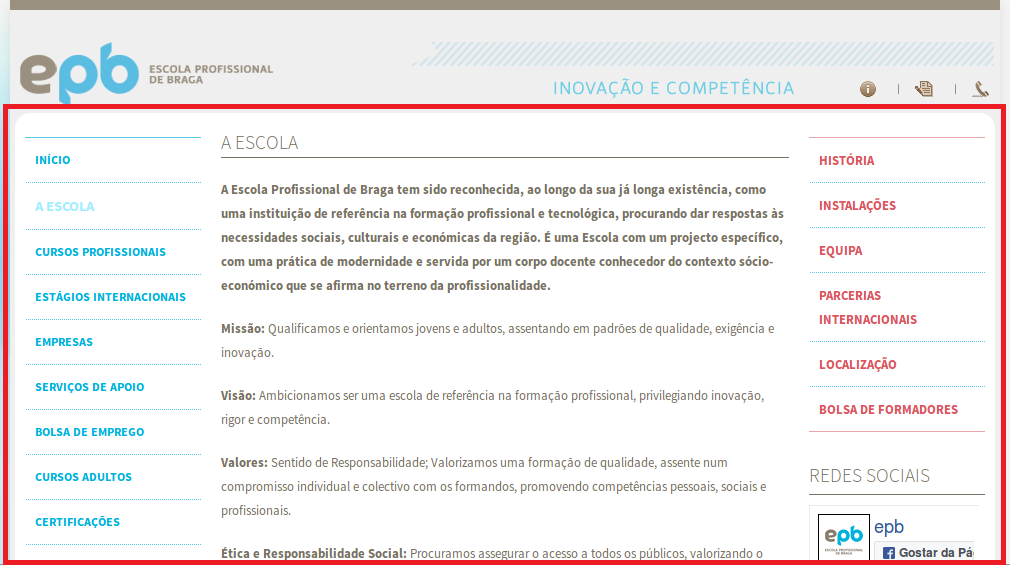 epb ESCOLA PROFISSIONAL
DE BRAGA
INOVAÇÃO E COMPETÊNCIA
INÍCIO
A ESCOLA
CURSOS PROFISSIONAIS
ESTÁGIOS INTERNACIONAIS
EMPRESAS
SERVIÇOS DE APOIO
BOLSA DE EMPREGO
CURSOS ADULTOS
CERTIFICAÇÕES
A ESCOLA
A Escola Profissional de Braga tem sido reconhecida, ao longo da sua já longa existência, como
uma instituição de referência na formação profissional e tecnológica, procurando dar respostas às
necessidades sociais, culturais e económicas da região. É uma Escola com um projecto específico,
com uma prática de modernidade e servida por um corpo docente conhecedor do contexto sócio-
económico que se afirma no terreno da profissionalidade.
Missão: Qualificamos e orientamos jovens e adultos, assentando em padrões de qualidade, exigência e
inovação.
Visão: Ambicionamos ser uma escola de referência na formação profissional, privilegiando inovação,
rigor e competência.
Valores: Sentido de Responsabilidade; Valorizamos uma formação de qualidade, assente num
compromisso individual e colectivo com os formandos, promovendo competências pessoais, sociais e
profissionais.
Ética e Responsabilidade Social: Procuramos assegurar o acesso a todos os públicos, valorizando o
HISTÓRIA
INSTALAÇÕES
EQUIPA
PARCERIAS
INTERNACIONAIS
LOCALIZAÇÃO
BOLSA DE FORMADORES
REDES SOCIAIS
epb
ESCOLA PROFISSIONAL
DE BRAGA
epb
Gostar da Pá